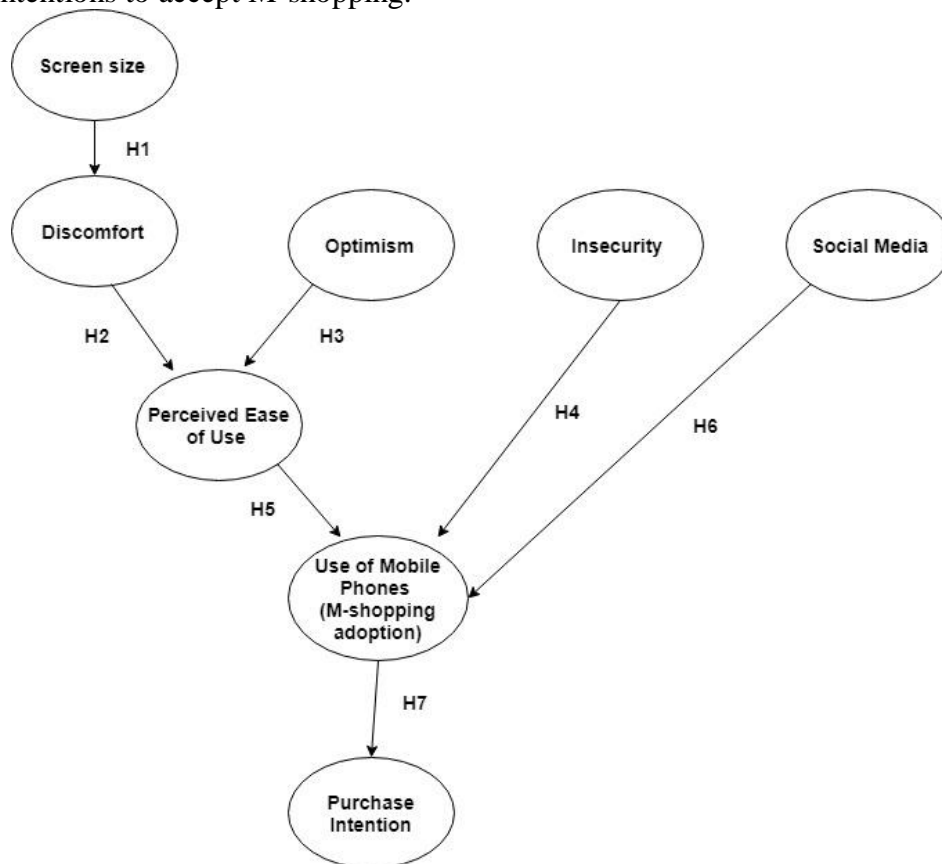 intentions to accept M-shopping.
Screen size
H1
Discomfort
Optimism
Insecurity
Social Media
H2
H3
Perceived Ease
of Use
H4
H6
H5
Use of Mobile
Phones
(M-shopping
adoption)
H7
Purchase
Intention